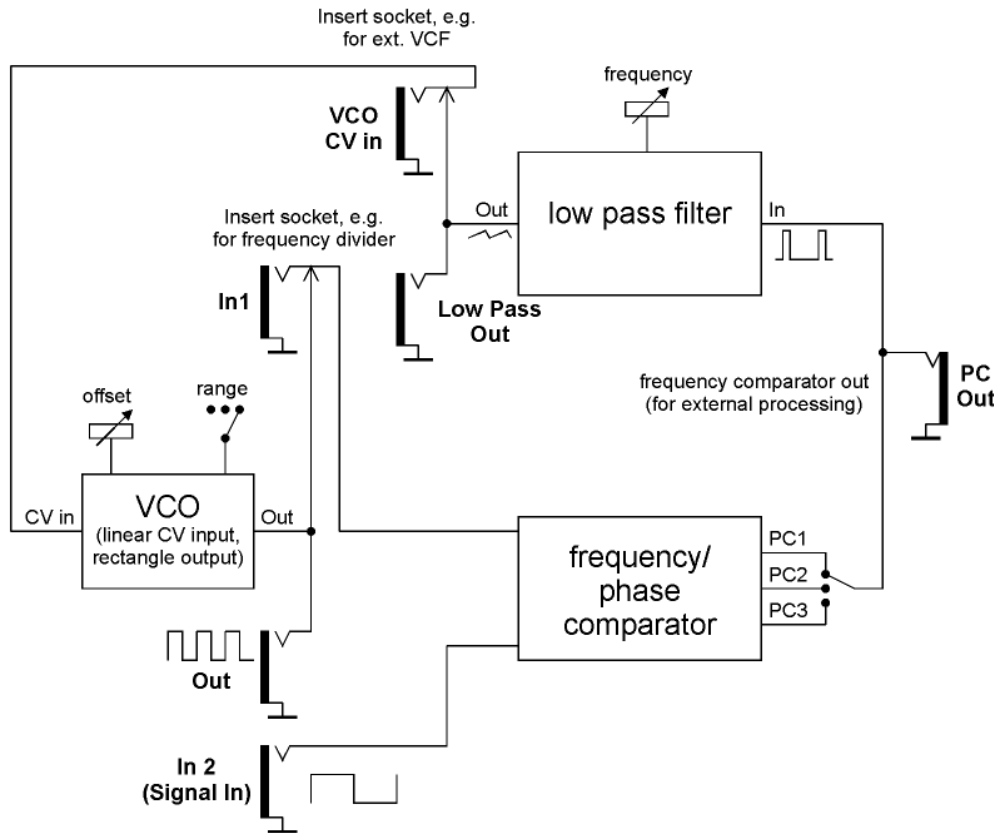 Insert socket, e.g.
for ext. VCF
frequency
VCO
CV in
Out
low pass filter
In
Insert socket, e.g.
for frequency divider
In1
Low Pass
Out
frequency comparator out
(for external processing)
PC
Out
offset
range
CV in
VCO
(linear CV input,
rectangle output)
Out
frequency/
phase
comparator
PC1
PC2
PC3
Out
In 2
(Signal In)